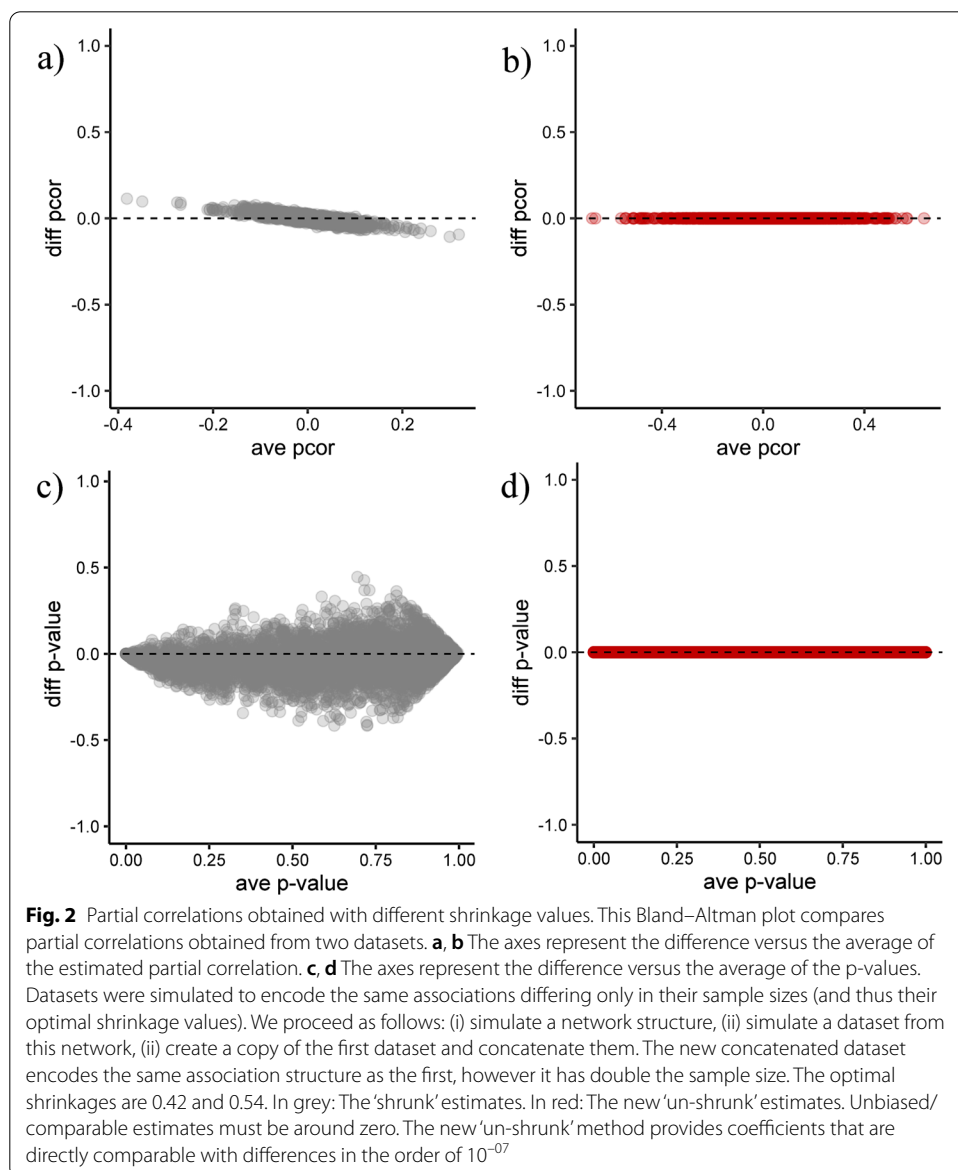 a)
1.0
0.5
0.0
-0.5
-1.0
diff pcor
-0.4
-0.2
0.0
0.2
ave pcor
b)
1.0
0.5
0.0
-0.5
-1.0
diff pcor
-0.4
0.0
0.4
ave pcor
c)
1.0
0.5
0.0
-0.5
-1.0
diff p-value
0.00
0.25
0.50
0.75
1.00
ave p-value
d)
1.0
0.5
0.0
-0.5
-1.0
diff p-value
0.00
0.25
0.50
0.75
1.00
ave p-value
Fig. 2 Partial correlations obtained with different shrinkage values. This Bland–Altman plot compares
partial correlations obtained from two datasets. a, b The axes represent the difference versus the average of
the estimated partial correlation. c, d The axes represent the difference versus the average of the p-values.
Datasets were simulated to encode the same associations differing only in their sample sizes (and thus their
optimal shrinkage values). We proceed as follows: (i) simulate a network structure, (ii) simulate a dataset from
this network, (ii) create a copy of the first dataset and concatenate them. The new concatenated dataset
encodes the same association structure as the first, however it has double the sample size. The optimal
shrinkages are 0.42 and 0.54. In grey: The ‘shrunk’ estimates. In red: The new ‘un-shrunk’ estimates. Unbiased/
comparable estimates must be around zero. The new ‘un-shrunk’ method provides coefficients that are
directly comparable with differences in the order of 10⁻⁰⁷